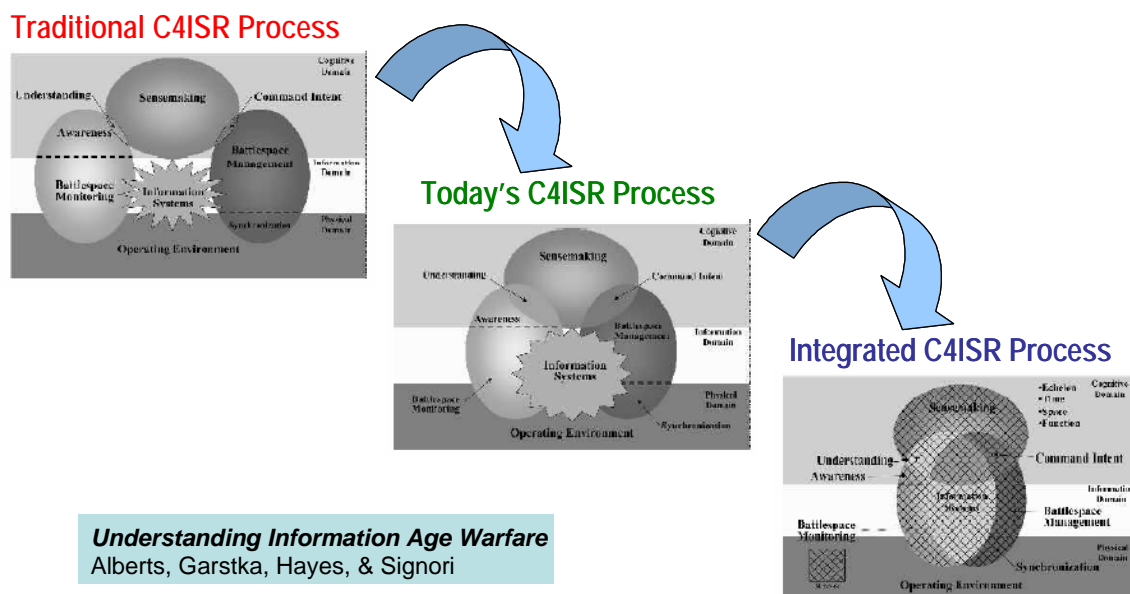 Traditional C4ISR Process
Cognitive
Domain
Understanding
Sensemaking
Command Intent
Awareness
Battlespace
Management
Information
Domain
Battlespace
Monitoring
Information
Systems
Synchronization
Physical
Domain
Operating Environment
Today's C4ISR Process
Cognitive
Domain
Sensemaking
Understanding
Command Intent
Awareness
Battlespace
Management
Information
Domain
Information
Systems
Battlespace
Monitoring
Physical
Domain
Synchronization
Operating Environment
Integrated C4ISR Process
Sensemaking
•Echelon
•Time
•Space
•Function
Cognitive
Domain
Understanding
Command Intent
Awareness
Information
Systems
Domain
Battlespace
Management
Battlespace
Monitoring
Physical
Domain
Synchronization
Operating Environment
Understanding Information Age Warfare
Alberts, Garstka, Hayes, & Signori